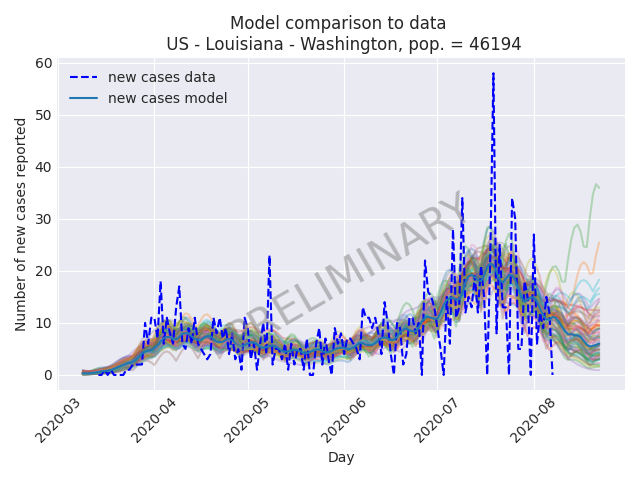 Model comparison to data
US - Louisiana - Washington, pop. = 46194
60
50
40
30
20
10
0
Number of new cases reported
new cases data
new cases model
PRELIMINARY
2020-03
2020-04
2020-05
2020-06
2020-07
2020-08
Day